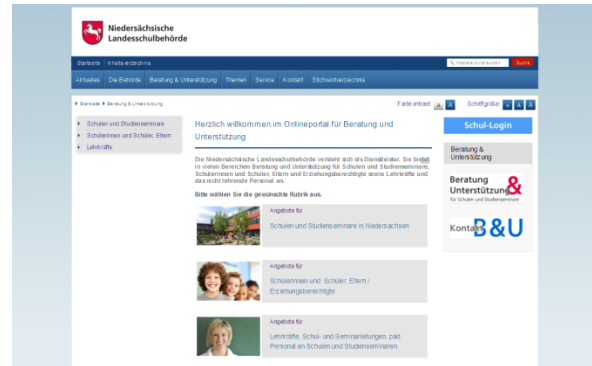 Niedersächsische
Landesschulbehörde
Startseite Inhaltsverzeichnis
Suche
Aktuelles Die Behörde Beratung & Unterstützung Themen Service Kontakt Stichwortverzeichnis
Startseite Beratung & Unterstützung
Farbkontrast: A A Schriftgröße: A A A
Schulen und Studienseminare
Schülerinnen und Schüler, Eltern
Lehrkräfte
Herzlich willkommen im Onlineportal für Beratung und
Unterstützung
Die Niedersächsische Landesschulbehörde versteht sich als Dienstleister. Sie bietet
in vielen Bereichen Beratung und Unterstützung für Schulen und Studienseminare,
Schülerinnen und Schüler, Eltern und Erziehungsberechtigte sowie Lehrkräfte und
das nicht lehrende Personal an.
Bitte wählen Sie die gewünschte Rubrik aus.
Angebote für
Schulen und Studienseminare in Niedersachsen
Angebote für
Schülerinnen und Schüler, Eltern /
Erziehungsberechtigte
Angebote für
Lehrkräfte, Schul- und Seminarleitungen, päd.
Personal an Schulen und Studienseminaren
Schul-Login
Beratung &
Unterstützung
Beratung
Unterstützung &
für Schulen und Studienseminare
Kontakt B & U